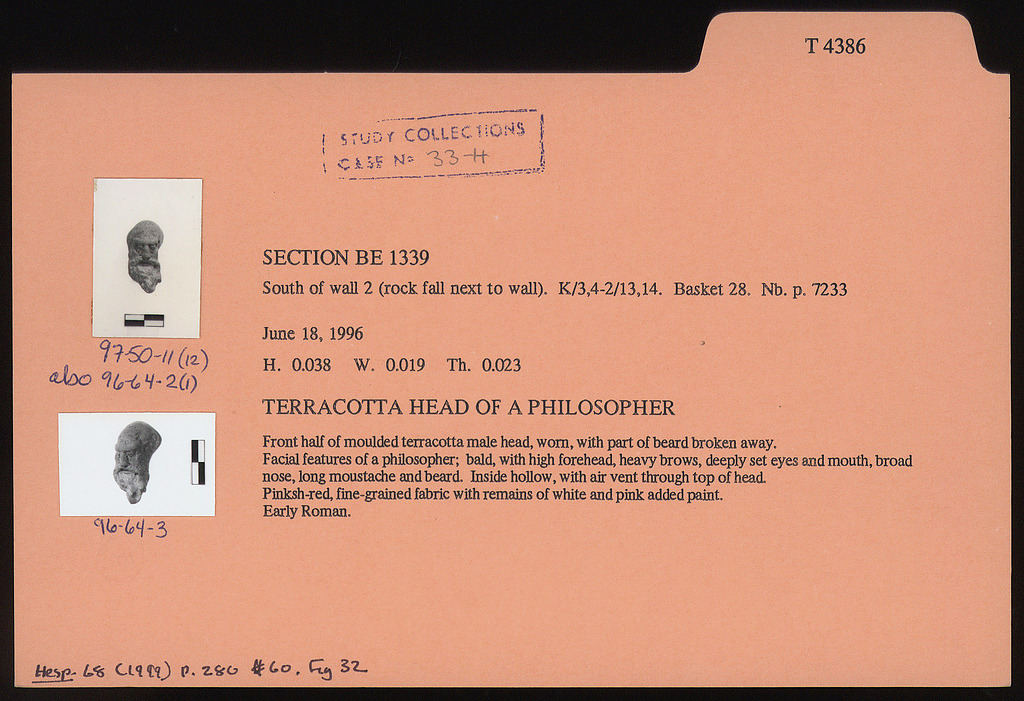 T 4386
STUDY COLLECTIONS
CASE No 33-H
SECTION BE 1339
South of wall 2 (rock fall next to wall). K/3,4-2/13,14. Basket 28. Nb. p. 7233
June 18, 1996
H. 0.038 W. 0.019 Th. 0.023
TERRACOTTA HEAD OF A PHILOSOPHER
Front half of moulded terracotta male head, worn, with part of beard broken away.
Facial features of a philosopher; bald, with high forehead, heavy brows, deeply set eyes and mouth, broad
nose, long moustache and beard. Inside hollow, with air vent through top of head.
Pinksh-red, fine-grained fabric with remains of white and pink added paint.
Early Roman.
97-50-11 (12)
also 96-64-2(1)
96-64-3
Hesp. 68 (1999) p. 280 #60. Fig 32